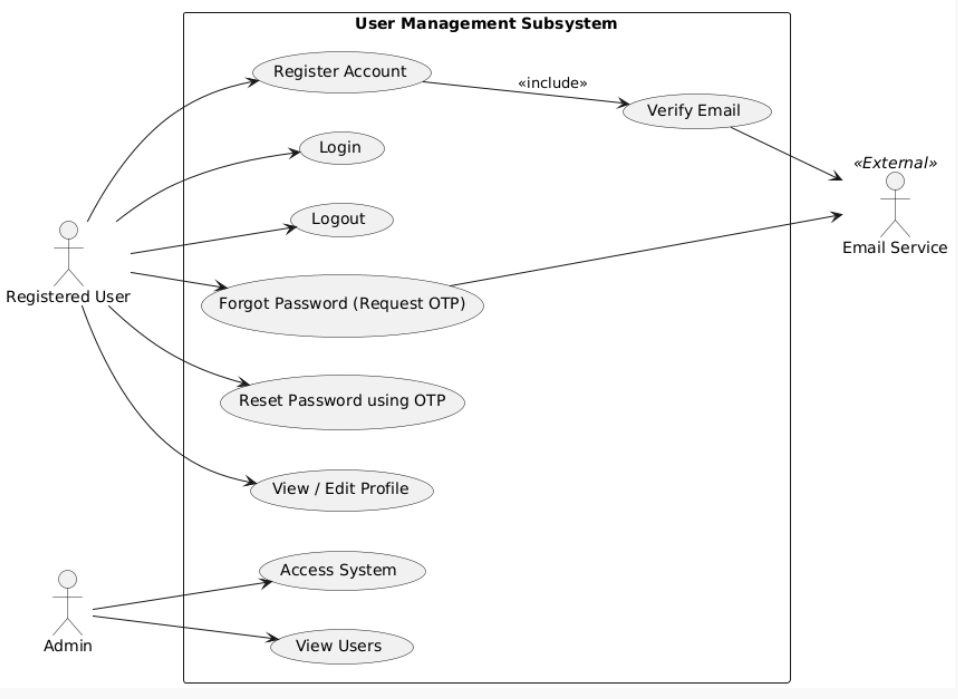 User Management Subsystem
Register Account
«include»
Verify Email
Login
«External»
Logout
Email Service
Registered User
Forgot Password (Request OTP)
Reset Password using OTP
View / Edit Profile
Access System
Admin
View Users